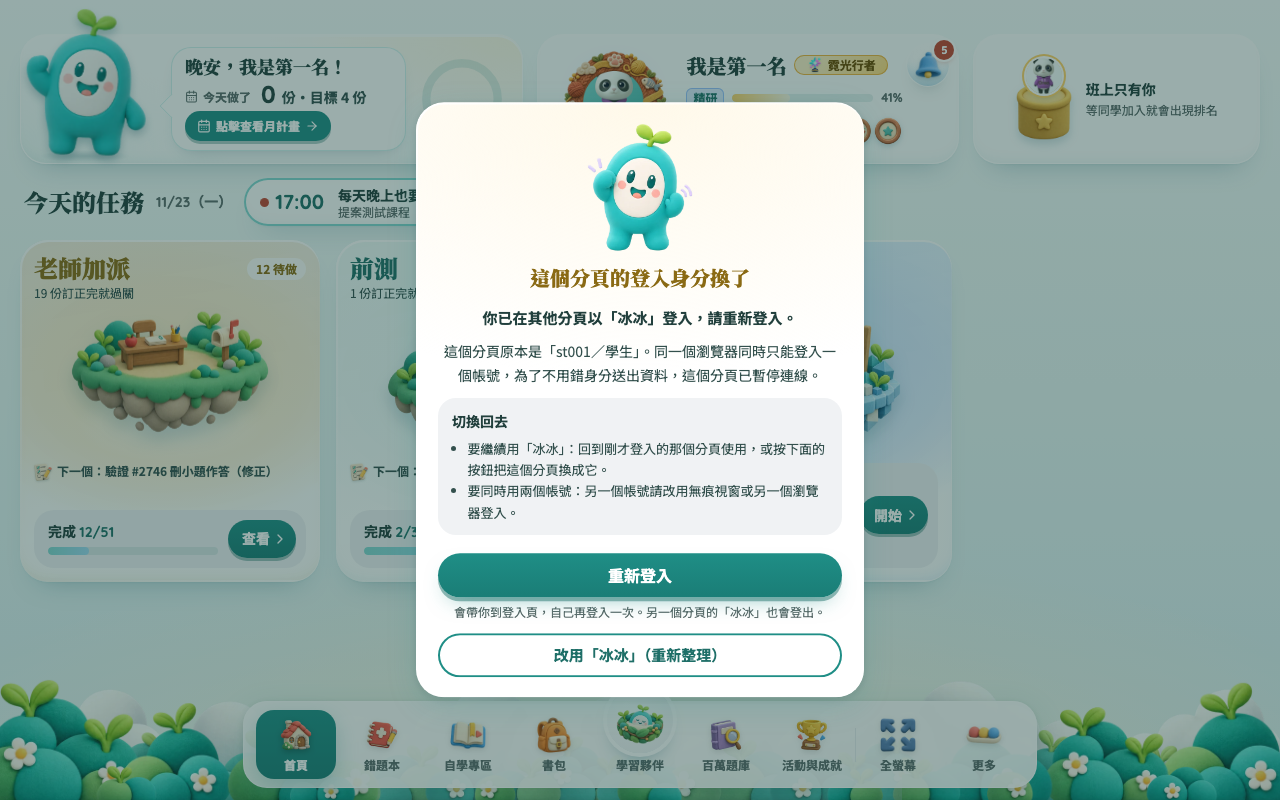 晚安，我是第一名！
今天做了 0 份・目標 4 份
點擊查看月計畫
我是第一名
霓光行者
5
精研
41%
班上只有你
等同學加入就會出現排名
今天的任務
11/23（一）
17:00
每天晚上也要
提案測試課程
老師加派
12 待做
19 份訂正完就過關
下一個：驗證 #2746 刪小題作答（修正）
完成 12/51
查看
前測
1 份訂正完就
下一個：
完成 2/3
開始
這個分頁的登入身分換了
你已在其他分頁以「冰冰」登入，請重新登入。
這個分頁原本是「st001／學生」。同一個瀏覽器同時只能登入一
個帳號，為了不用錯身分送出資料，這個分頁已暫停連線。
切換回去
要繼續用「冰冰」：回到剛才登入的那個分頁使用，或按下面的
按鈕把這個分頁換成它。
要同時用兩個帳號：另一個帳號請改用無痕視窗或另一個瀏覽
器登入。
重新登入
會帶你到登入頁，自己再登入一次。另一個分頁的「冰冰」也會登出。
改用「冰冰」（重新整理）
首頁
錯題本
自學專區
書包
學習夥伴
百萬題庫
活動與成就
全螢幕
更多